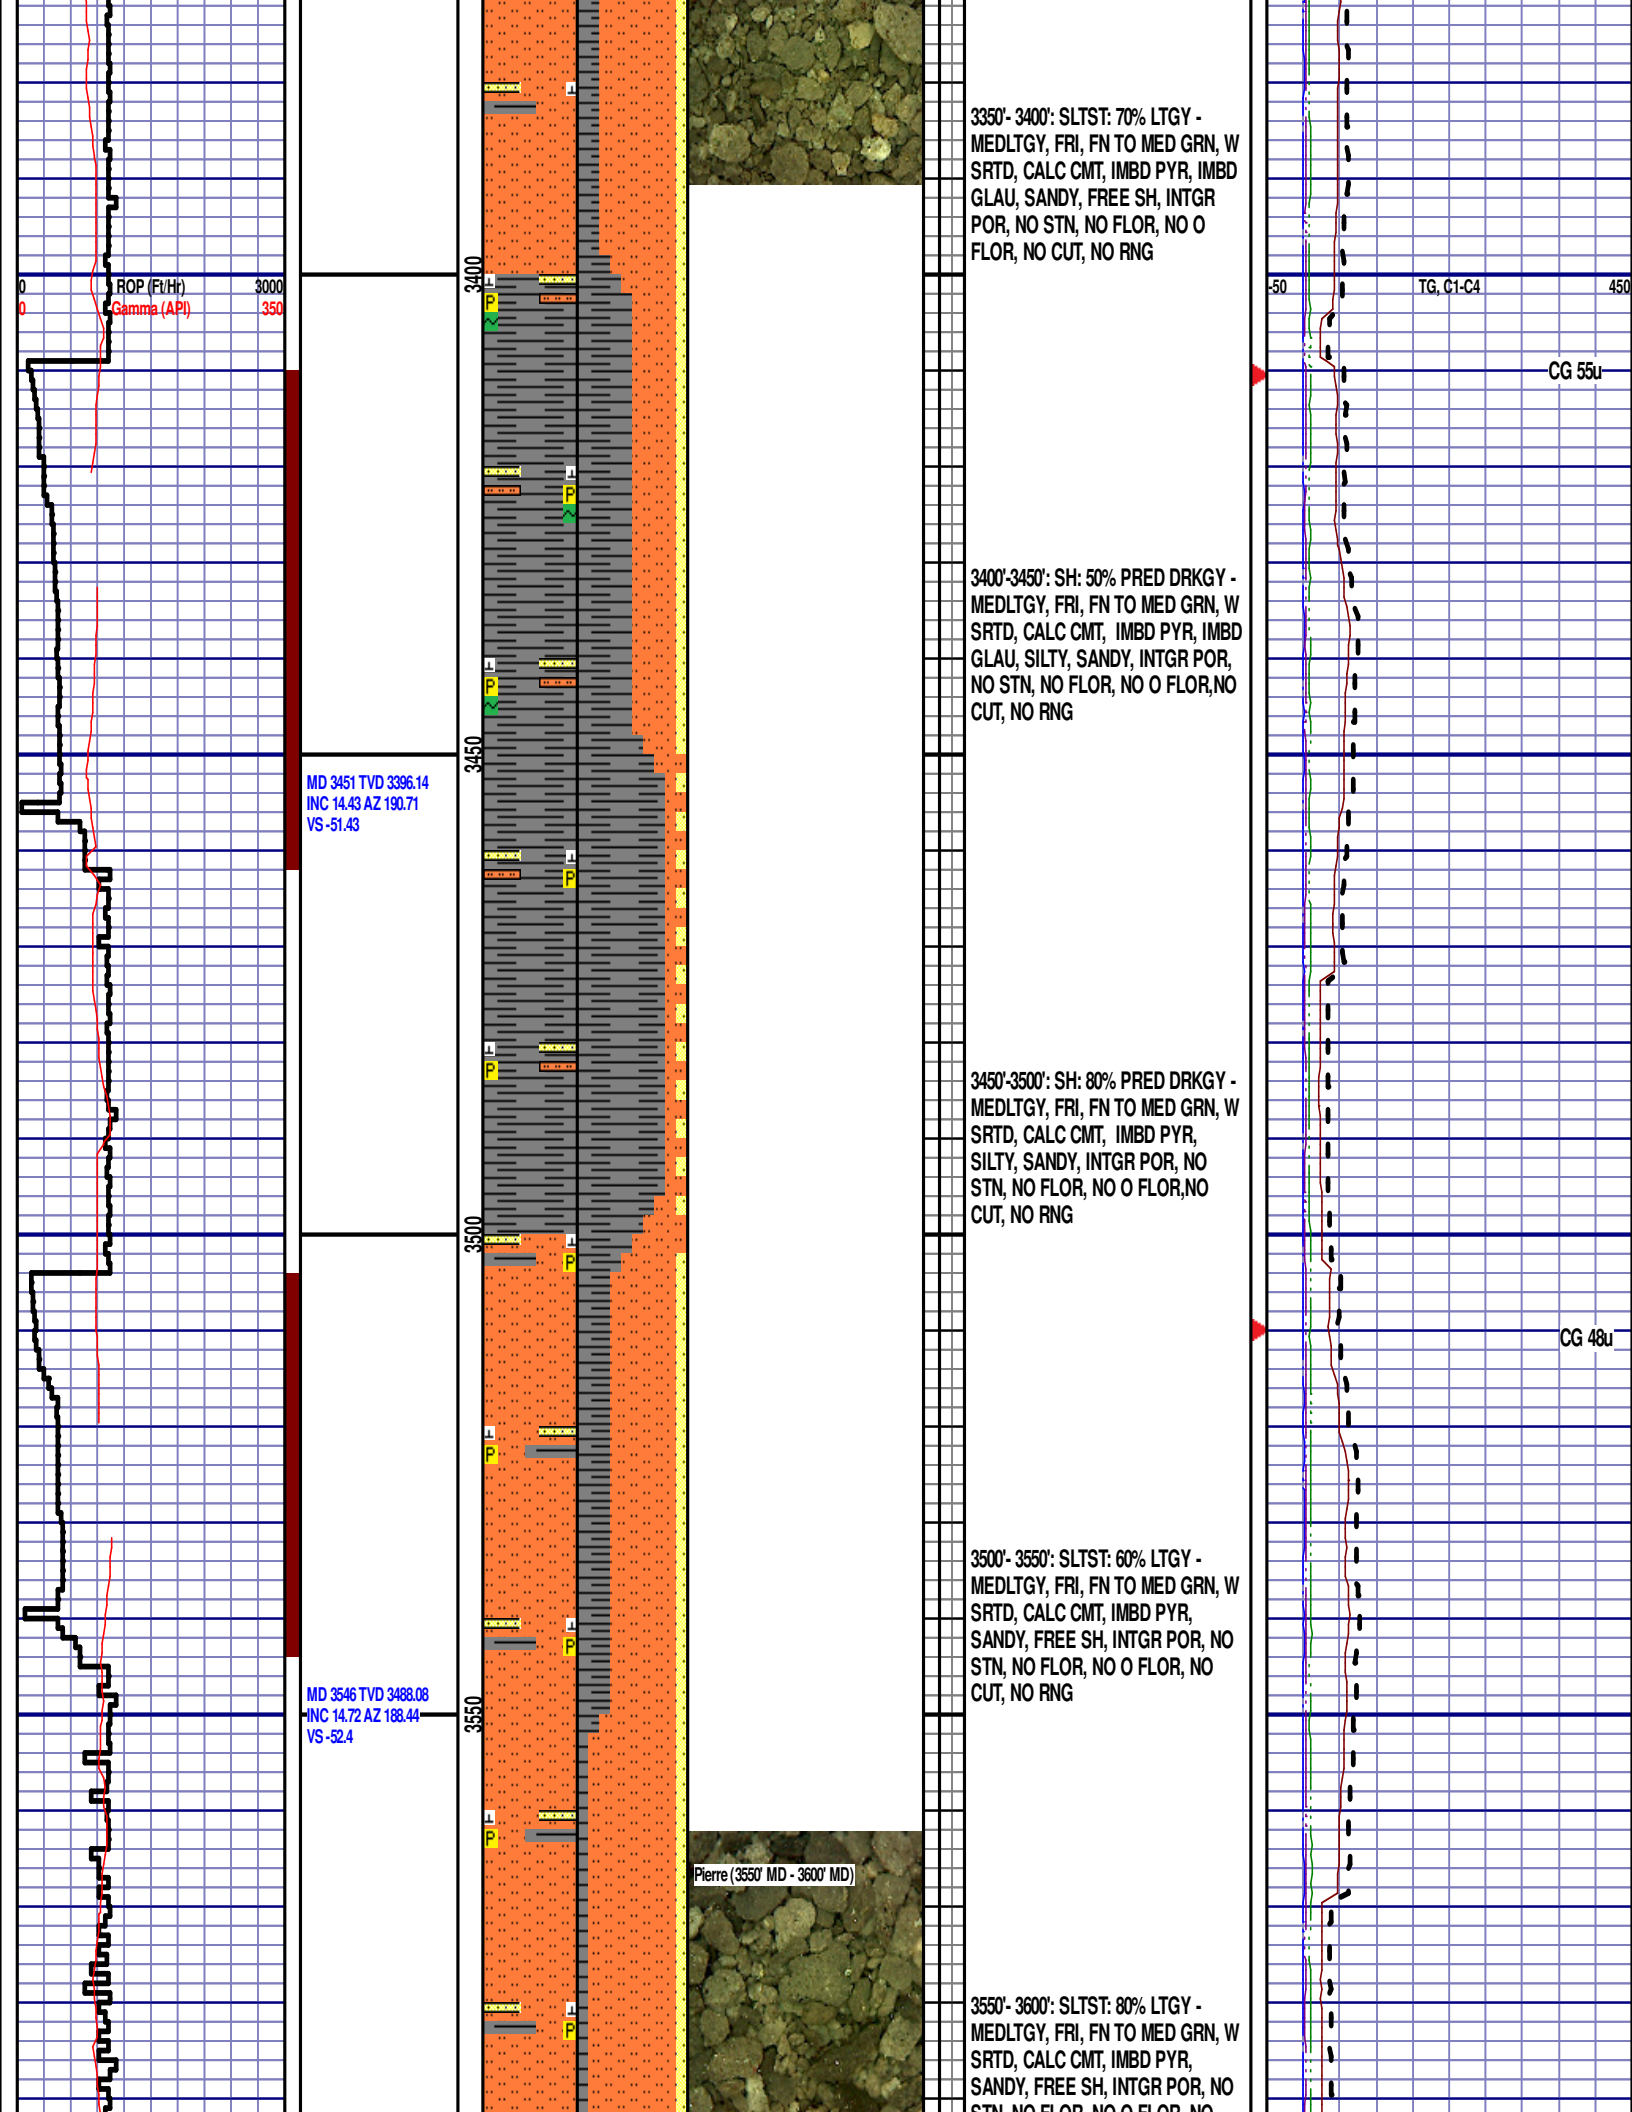 3350'- 3400': SLTST: 70% LTGY -
MEDLTGY, FRI, FN TO MED GRN, W
SRTD, CALC CMT, IMBD PYR, IMBD
GLAU, SANDY, FREE SH, INTGR
POR, NO STN, NO FLOR, NO O
FLOR, NO CUT, NO RNG
0 ROP (Ft/Hr) 3000
0 Gamma (API) 350
3400
-50 TG, C1-C4 450
CG 55u
P
P
3400'-3450': SH: 50% PRED DRKGY -
MEDLTGY, FRI, FN TO MED GRN, W
SRTD, CALC CMT, IMBD PYR, IMBD
GLAU, SILTY, SANDY, INTGR POR,
NO STN, NO FLOR, NO O FLOR,NO
CUT, NO RNG
P
3450
MD 3451 TVD 3396.14
INC 14.43 AZ 190.71
VS -51.43
P
P
3450'-3500': SH: 80% PRED DRKGY -
MEDLTGY, FRI, FN TO MED GRN, W
SRTD, CALC CMT, IMBD PYR,
SILTY, SANDY, INTGR POR, NO
STN, NO FLOR, NO O FLOR,NO
CUT, NO RNG
3500
P
CG 48u
P
3500'- 3550': SLTST: 60% LTGY -
MEDLTGY, FRI, FN TO MED GRN, W
SRTD, CALC CMT, IMBD PYR,
SANDY, FREE SH, INTGR POR, NO
STN, NO FLOR, NO O FLOR, NO
CUT, NO RNG
P
3550
MD 3546 TVD 3488.08
INC 14.72 AZ 188.44
VS -52.4
P
Pierre (3550' MD - 3600' MD)
P
3550'- 3600': SLTST: 80% LTGY -
MEDLTGY, FRI, FN TO MED GRN, W
SRTD, CALC CMT, IMBD PYR,
SANDY, FREE SH, INTGR POR, NO
STN, NO FLOR, NO O FLOR, NO